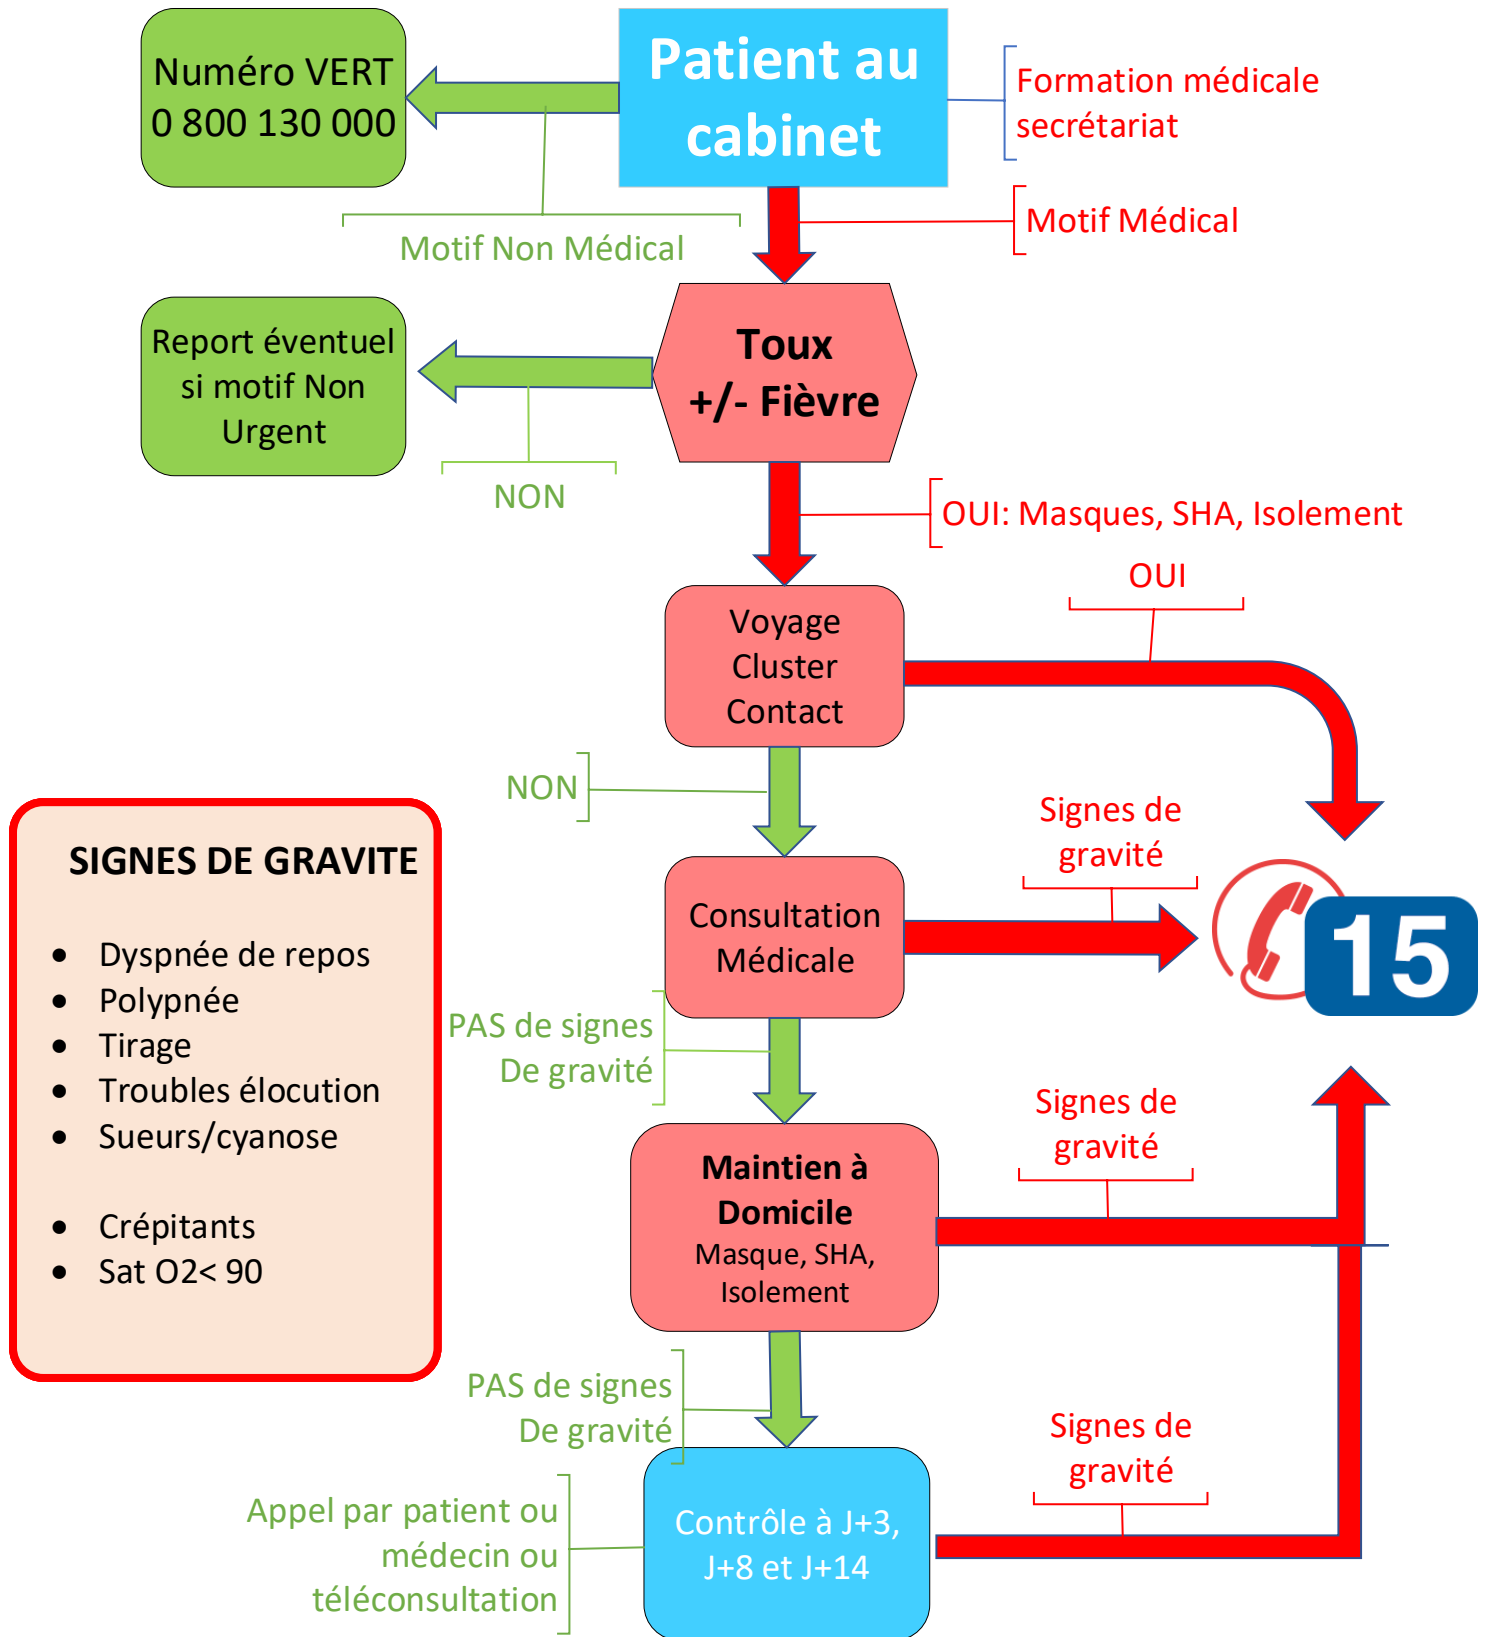 Numéro VERT
0 800 130 000
Patient au
cabinet
Formation médicale
secrétariat
Motif Non Médical
Motif Médical
Report éventuel
si motif Non
Urgent
Toux
+/- Fièvre
NON
OUI: Masques, SHA, Isolement
OUI
Voyage
Cluster
Contact
NON
Signes de
gravité
Consultation
Médicale
15
SIGNES DE GRAVITE
• Dyspnée de repos
• Polypnée
• Tirage
• Troubles élocution
• Sueurs/cyanose
• Crépitants
• Sat O2< 90
PAS de signes
De gravité
Signes de
gravité
Maintien à
Domicile
Masque, SHA,
Isolement
PAS de signes
De gravité
Signes de
gravité
Appel par patient ou
médecin ou
téléconsultation
Contrôle à J+3,
J+8 et J+14